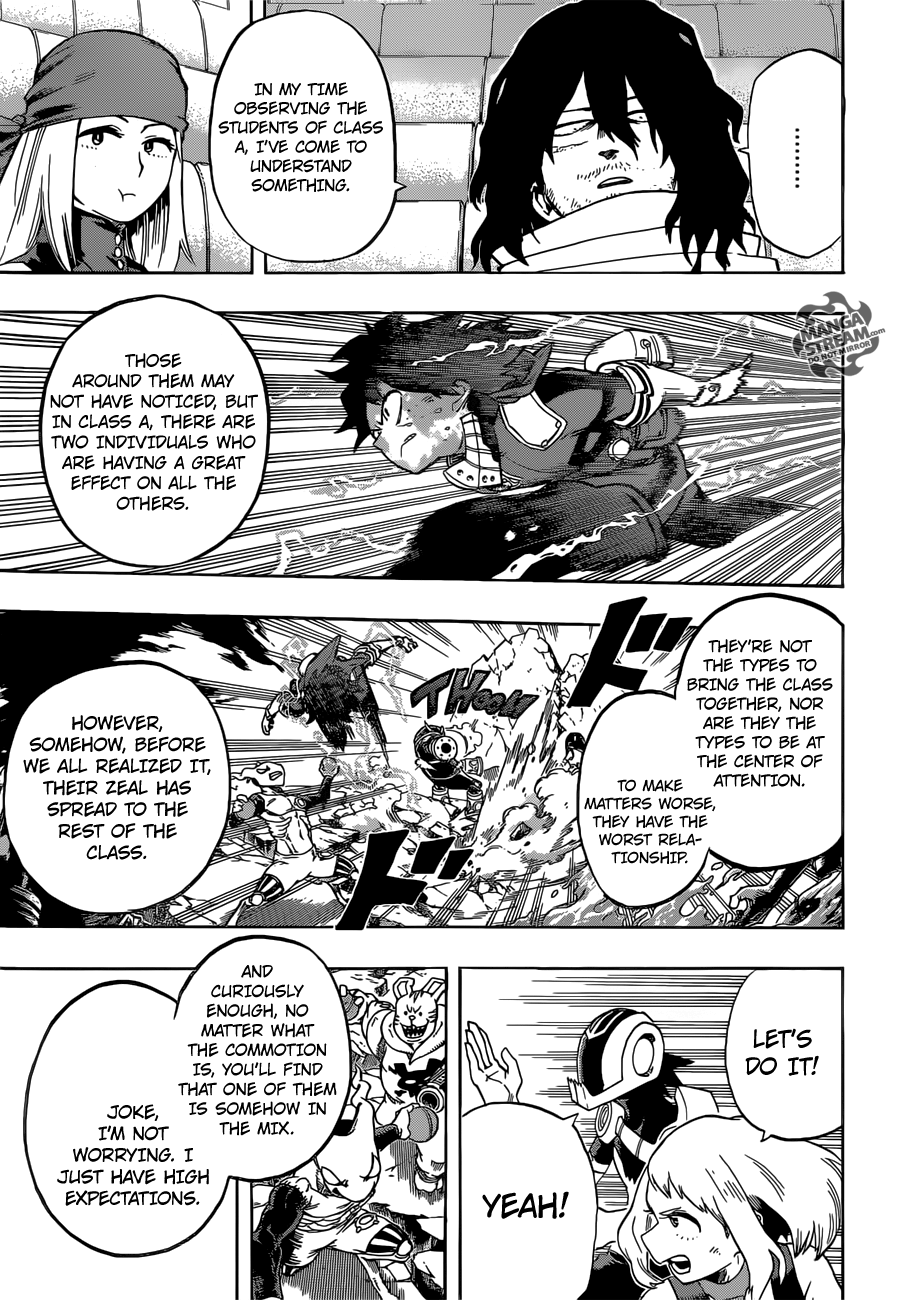 .........
IN MY TIME
OBSERVING THE
STUDENTS OF CLASS
A, I'VE COME TO
UNDERSTAND
SOMETHING.
MANGA
STREAM.com
DO NOT MIRROR
THOSE
AROUND THEM MAY
NOT HAVE NOTICED, BUT
IN CLASS A, THERE ARE
TWO INDIVIDUALS WHO
ARE HAVING A GREAT
EFFECT ON ALL THE
OTHERS.
THEY'RE NOT
THE TYPES TO
BRING THE CLASS
TOGETHER, NOR
ARE THEY THE
TYPES TO BE AT
THE CENTER OF
ATTENTION.
TO MAKE
MATTERS WORSE,
THEY HAVE THE
WORST RELA-
TIONSHIP.
ド
THOOM
ド
HOWEVER,
SOMEHOW, BEFORE
WE ALL REALIZED IT,
THEIR ZEAL HAS
SPREAD TO THE
REST OF THE
CLASS.
LET'S
DO IT!
YEAH!
AND
CURIOUSLY
ENOUGH, NO
MATTER WHAT
THE COMMOTION
IS, YOU'LL FIND
THAT ONE OF THEM
IS SOMEHOW IN
THE MIX.
JOKE,
I'M NOT
WORRYING. I
JUST HAVE HIGH
EXPECTATIONS.